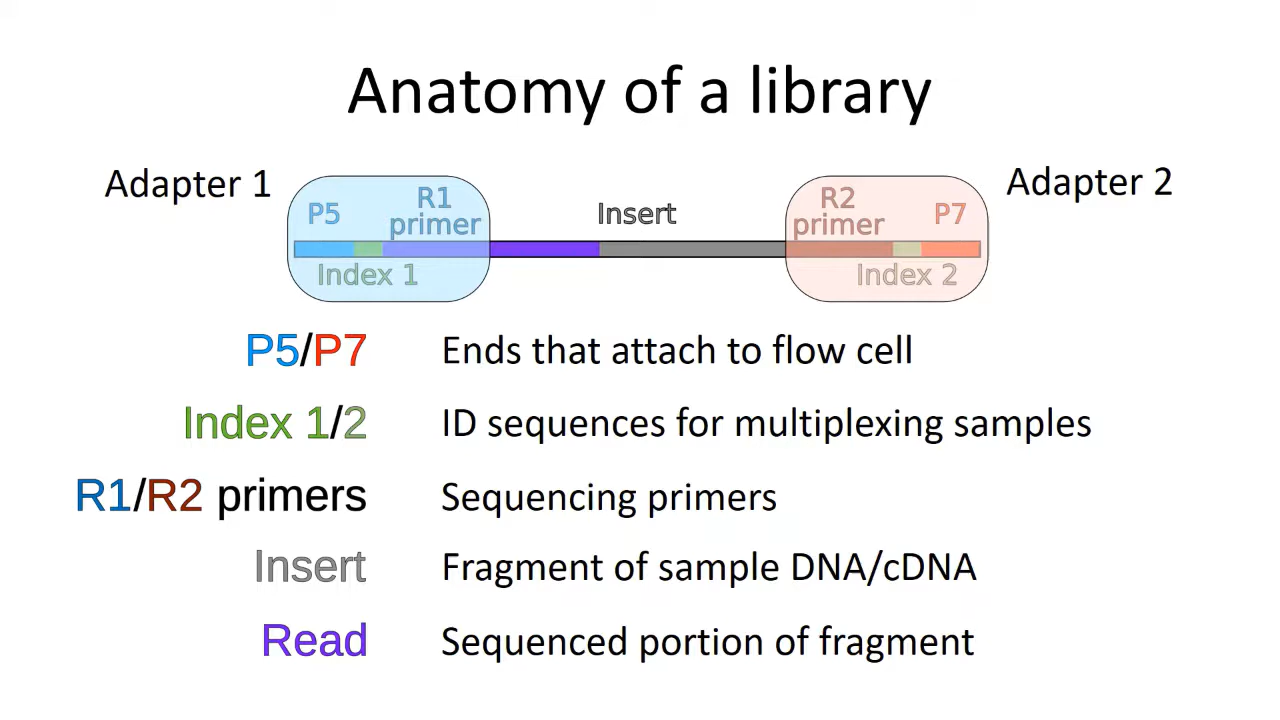 Anatomy of a library
Adapter 1
Adapter 2
P5
R1
primer
Insert
R2
primer
P7
Index 1
Index 2
P5/P7 Ends that attach to flow cell
Index 1/2 ID sequences for multiplexing samples
R1/R2 primers Sequencing primers
Insert Fragment of sample DNA/cDNA
Read Sequenced portion of fragment